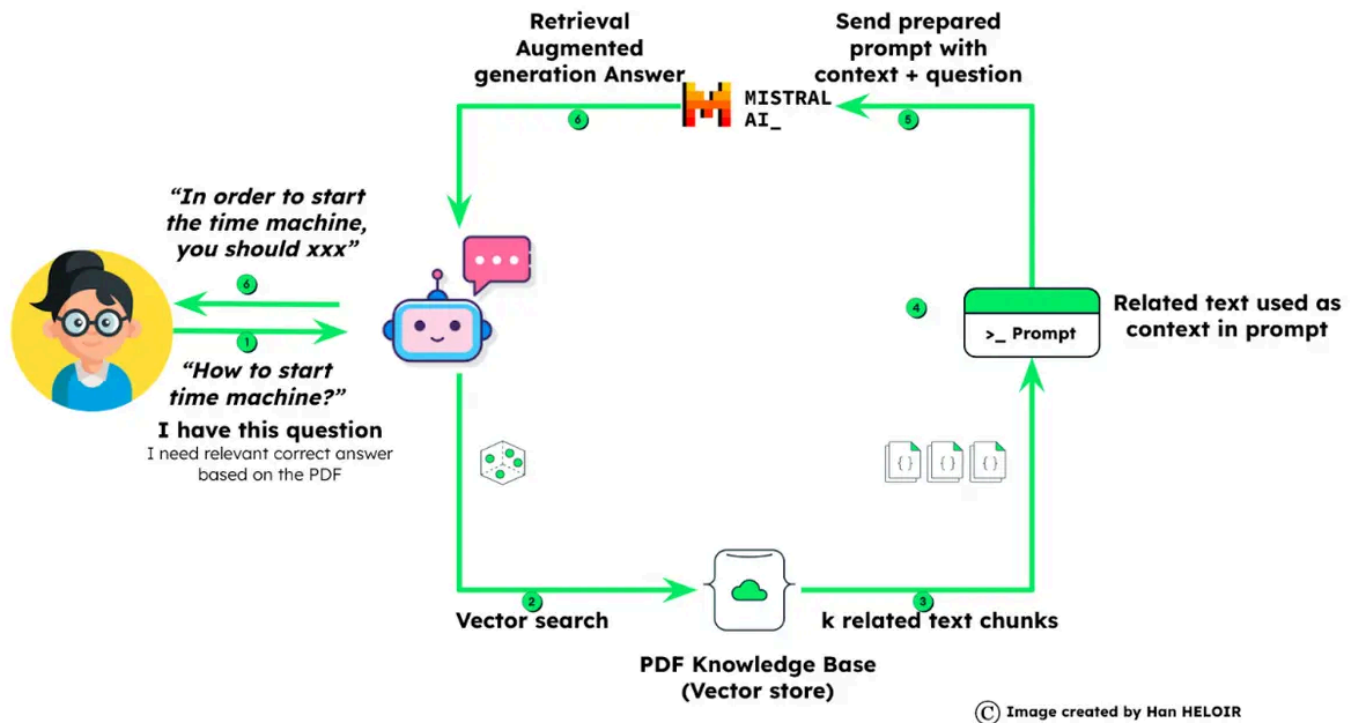 Retrieval
Augmented
generation Answer
Send prepared
prompt with
context + question
MISTRAL
AI_
6
5
“In order to start
the time machine,
you should xxx”
6
1
“How to start
time machine?”
I have this question
I need relevant correct answer
based on the PDF
4
>_ Prompt
Related text used as
context in prompt
{ }
{ }
{ }
2
Vector search
3
k related text chunks
PDF Knowledge Base
(Vector store)
© Image created by Han HELOIR